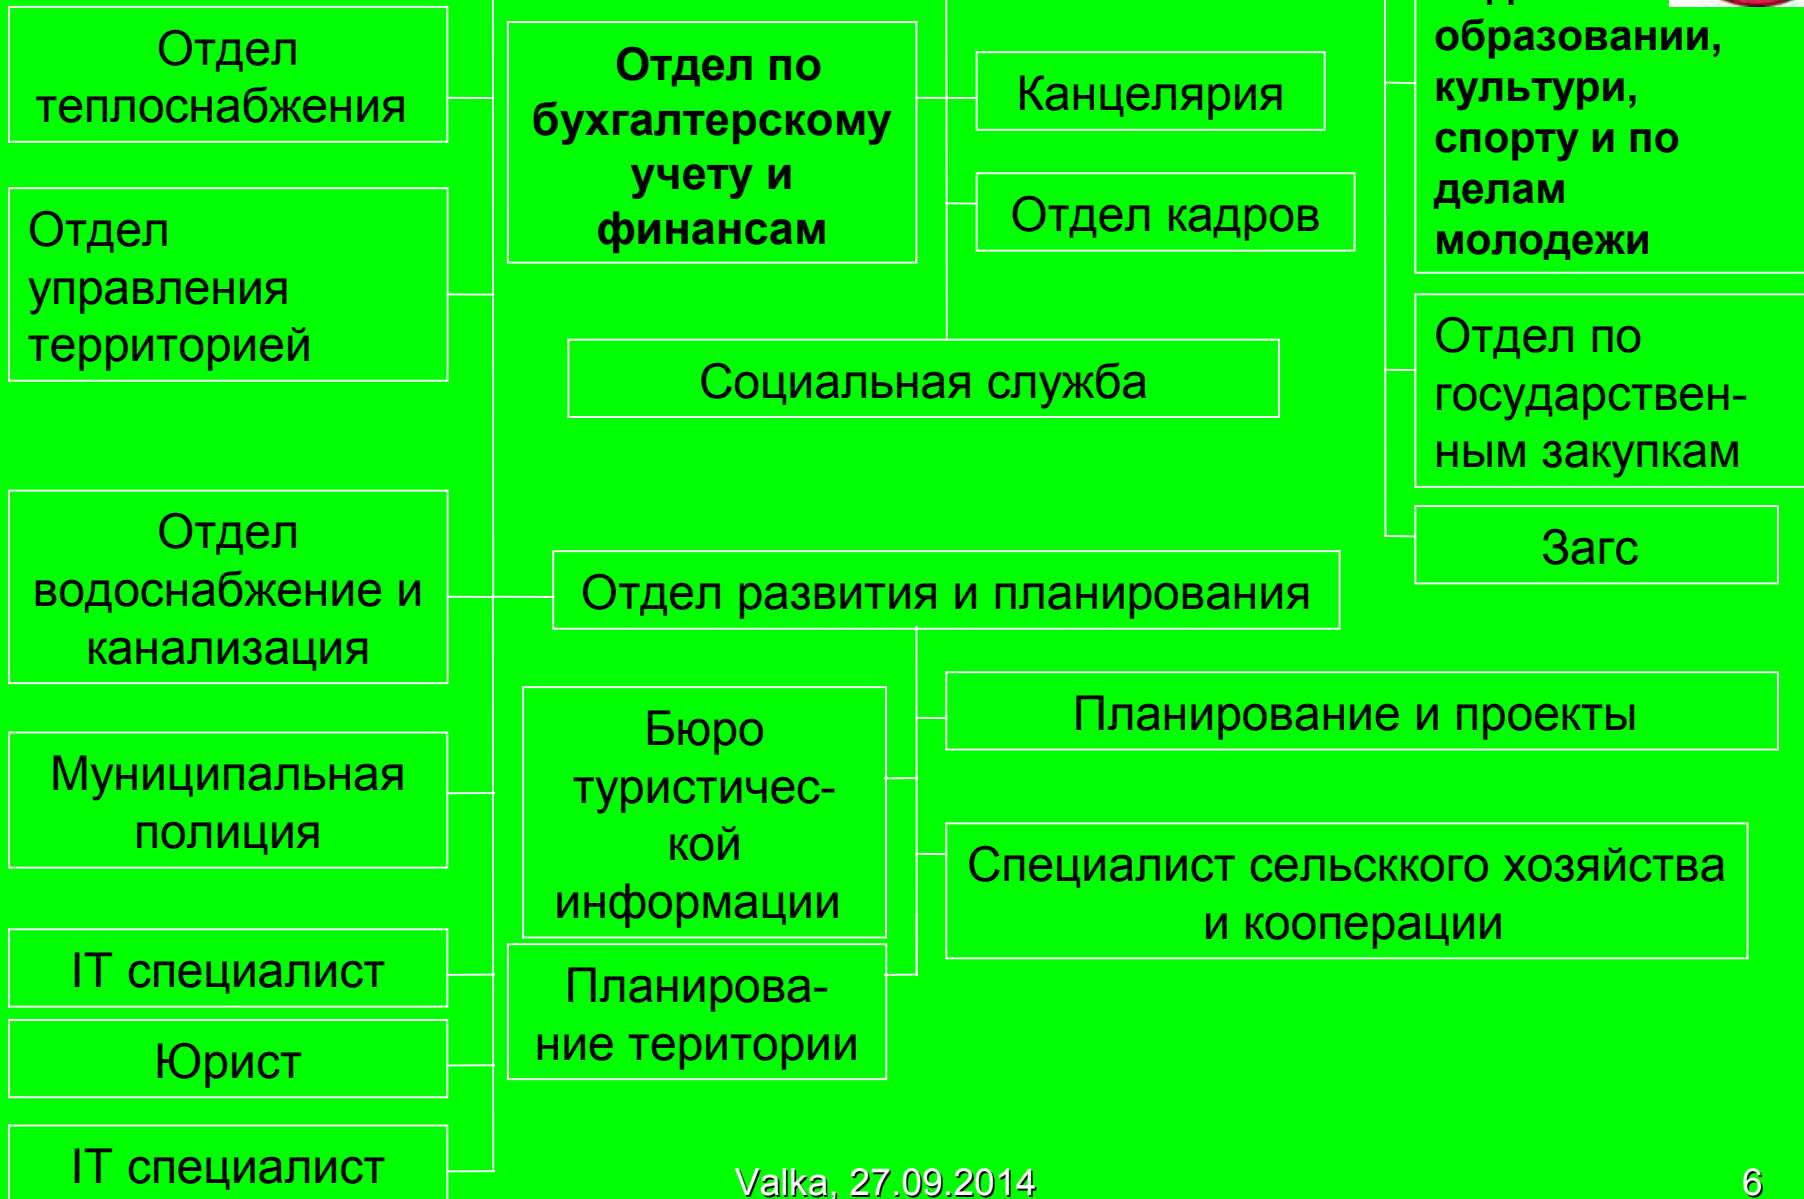 Отдел
теплоснабжения
Отдел
управления
территорией
Отдел
водоснабжение и
канализация
Муниципальная
полиция
IT специалист
Юрист
IT специалист
Отдел по
бухгалтерскому
учету и
финансам
Канцелярия
Отдел кадров
Социальная служба
образовании,
культури,
спорту и по
делам
молодежи
Отдел по
государствен-
ным закупкам
Загс
Отдел развития и планирования
Бюро
туристичес-
кой
информации
Планирова-
ние територии
Планирование и проекты
Специалист сельсккого хозяйства
и кооперации
Valka, 27.09.2014
6